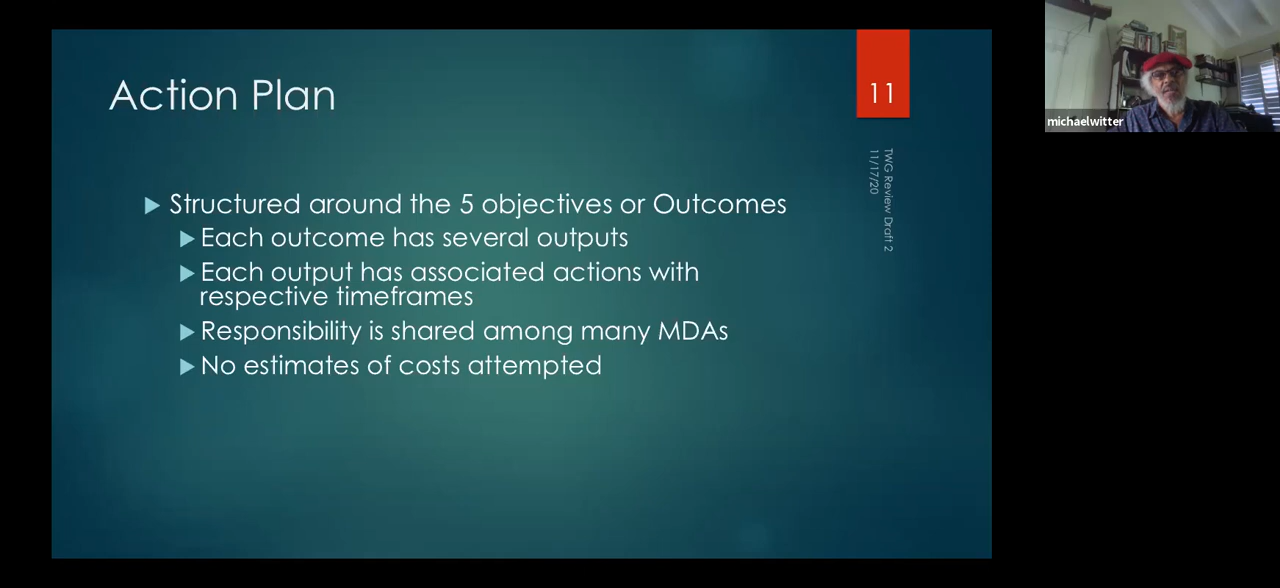 Action Plan
11
TWG Review Draft 2
11/17/20
Structured around the 5 objectives or Outcomes
Each outcome has several outputs
Each output has associated actions with
respective timeframes
Responsibility is shared among many MDAs
No estimates of costs attempted
michaelwitter